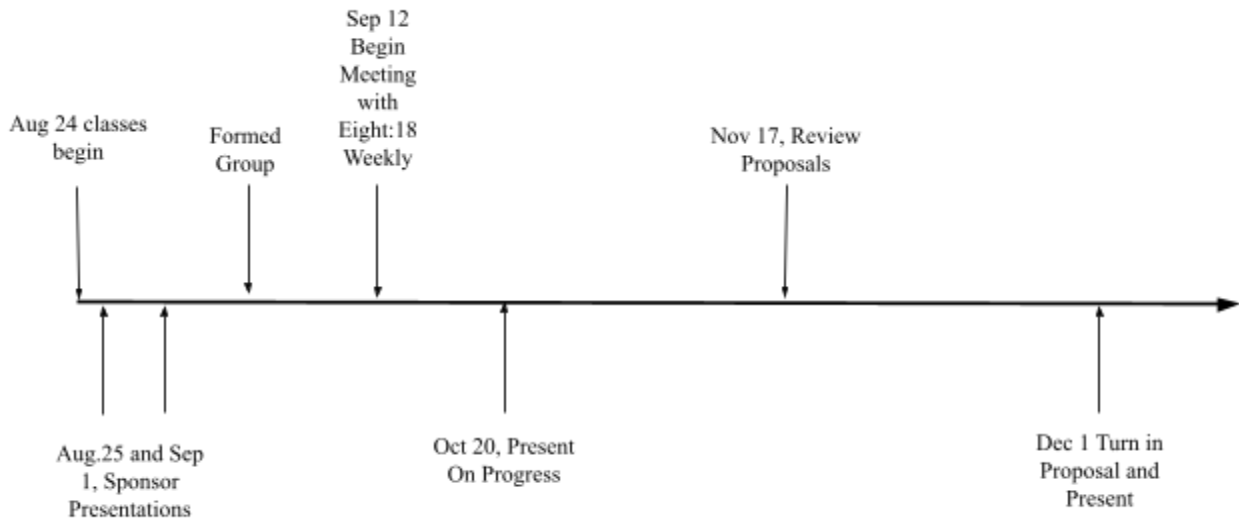 Aug 24 classes
begin
Formed
Group
Sep 12
Begin
Meeting
with
Eight:18
Weekly
Nov 17, Review
Proposals
Aug.25 and Sep
1, Sponsor
Presentations
Oct 20, Present
On Progress
Dec 1 Turn in
Proposal and
Present